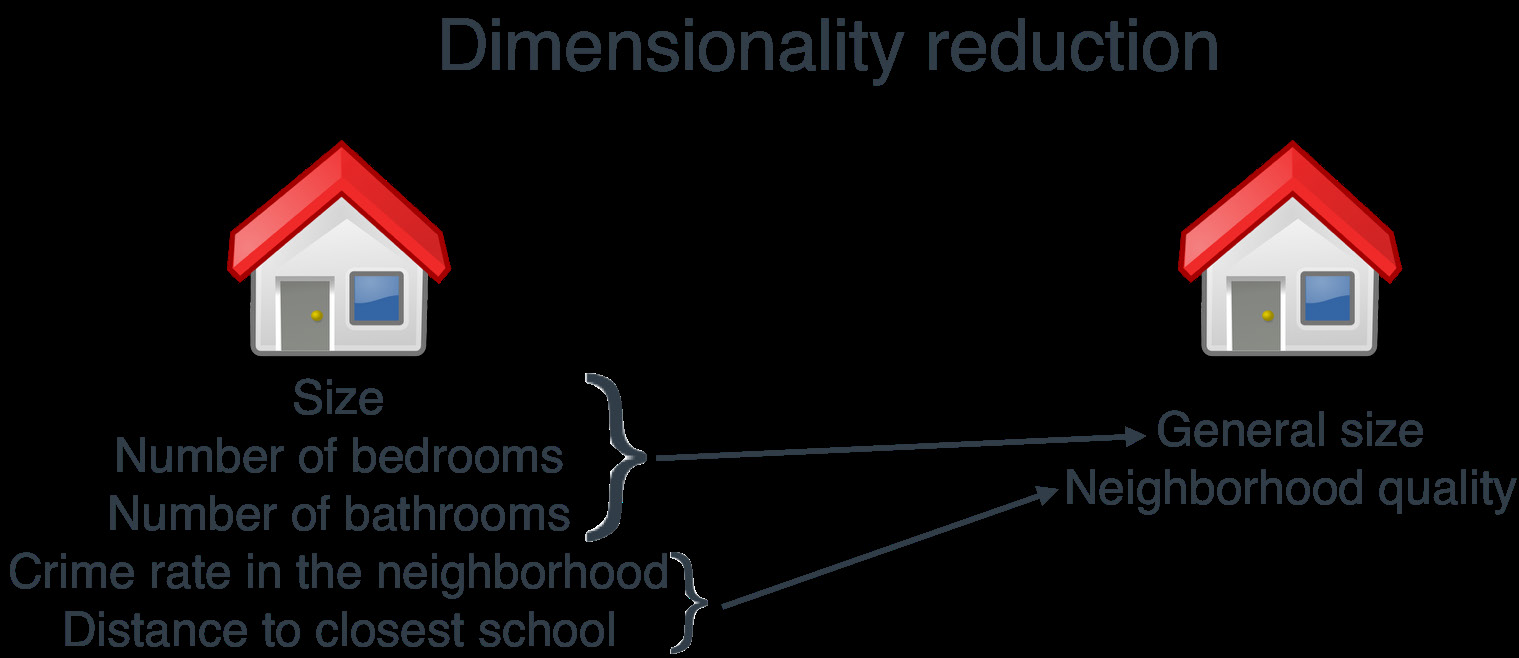 Dimensionality reduction
Size
Number of bedrooms
Number of bathrooms
Crime rate in the neighborhood
Distance to closest school
General size
Neighborhood quality